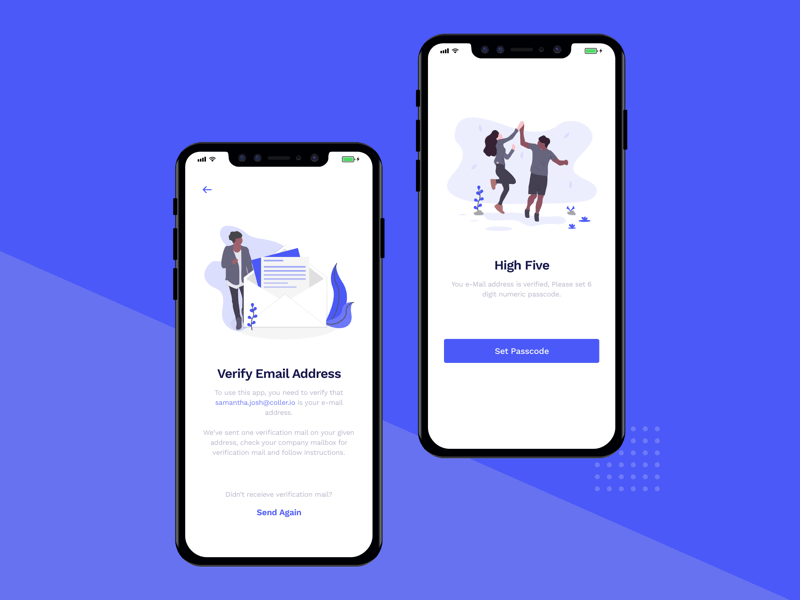 Verify Email Address
To use this app, you need to verify that
samantha.josh@coller.io is your e-mail
address.
We've sent one verification mail on your given
address, check your company mailbox for
verification mail and follow instructions.
Didn't receieve verification mail?
Send Again
High Five
You e-Mail address is verified, Please set 6
digit numeric passcode.
Set Passcode